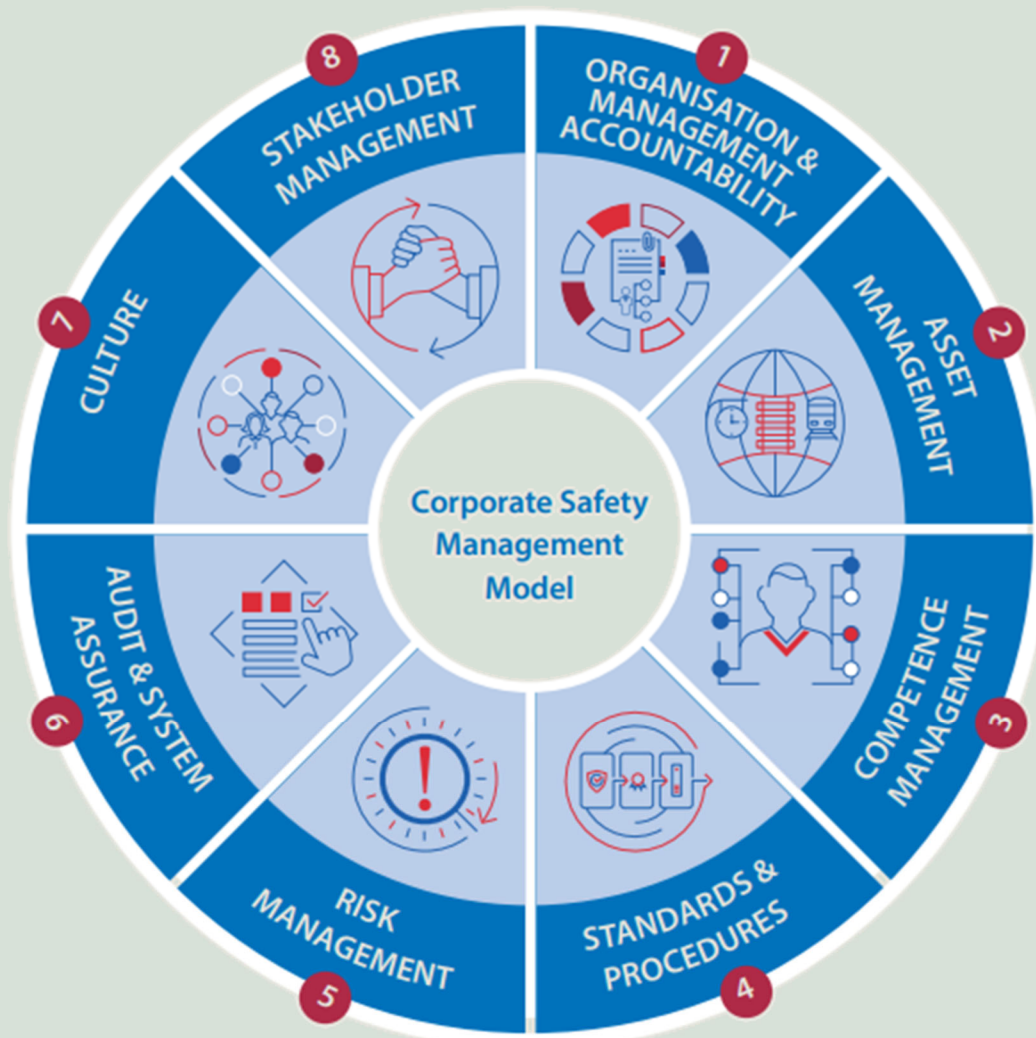 1
ORGANISATION &
MANAGEMENT
ACCOUNTABILITY
2
ASSET
MANAGEMENT
3
COMPETENCE
MANAGEMENT
4
STANDARDS &
PROCEDURES
5
RISK
MANAGEMENT
6
AUDIT & SYSTEM
ASSURANCE
7
CULTURE
8
STAKEHOLDER
MANAGEMENT
Corporate Safety
Management
Model
!